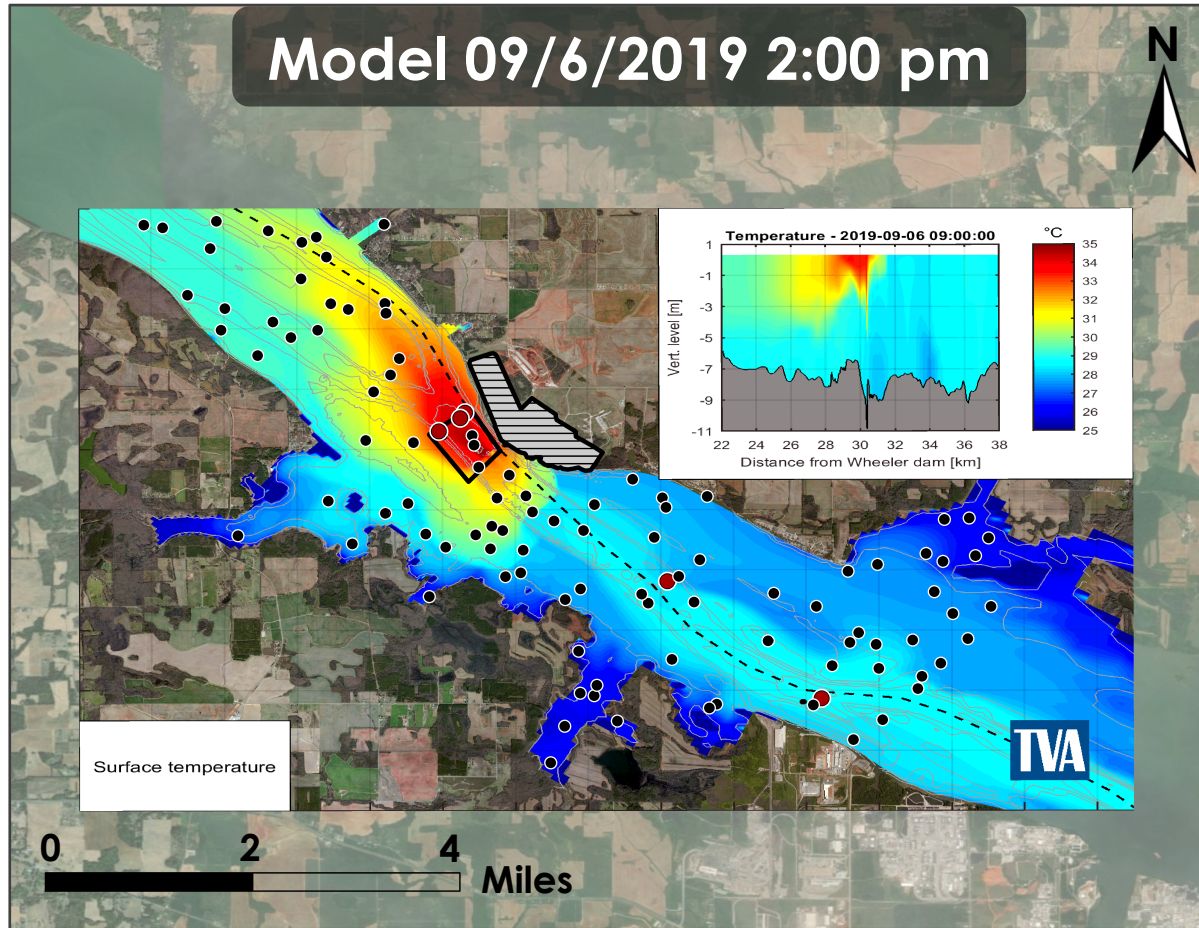 Model 09/6/2019 2:00 pm
N
Temperature - 2019-09-06 09:00:00
°C
1
-1
-3
-5
-7
-9
-11
Vert. level [m]
22 24 26 28 30 32 34 36 38
Distance from Wheeler dam [km]
35
34
33
32
31
30
29
28
27
26
25
Surface temperature
TVA
0 2 4
Miles